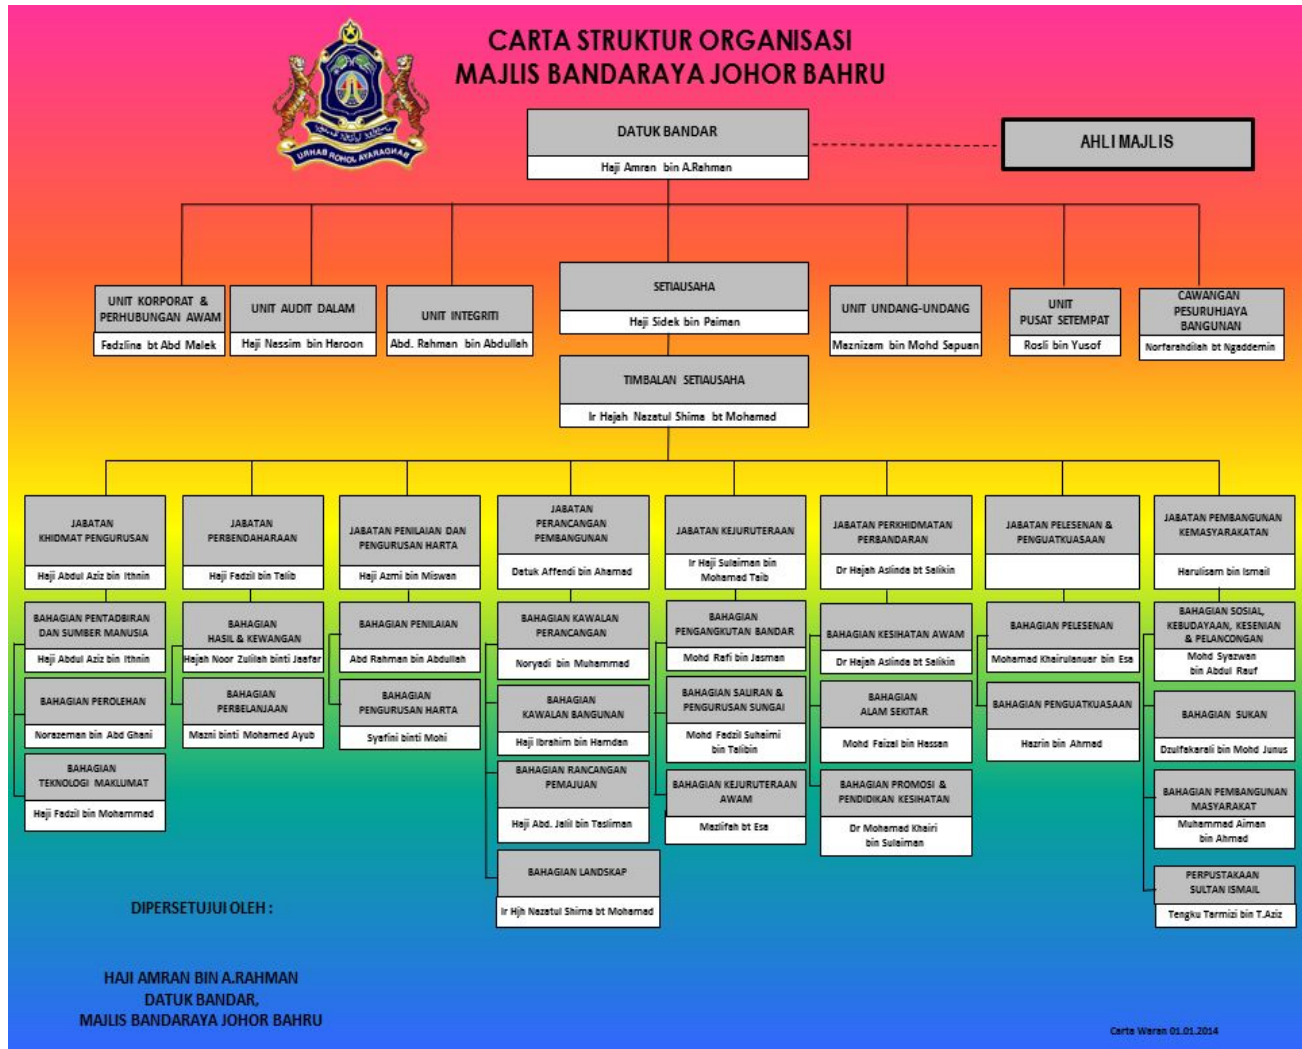 CARTA STRUKTUR ORGANISASI
MAJLIS BANDARAYA JOHOR BAHRU
DATUK BANDAR
Haji Amran bin A.Rahman
AHLI MAJLIS
UNIT KORPORAT &
PERHUBUNGAN AWAM
Fadzlina bt Abd Malek
UNIT AUDIT DALAM
Haji Nassim bin Haroon
UNIT INTEGRITI
Abd. Rahman bin Abdullah
SETIAUSAHA
Haji Sidek bin Paiman
UNIT UNDANG-UNDANG
Maznizam bin Mohd Sapuan
UNIT
PUSAT SETEMPAT
Rosli bin Yusof
CAWANGAN
PESURUHJAYA
BANGUNAN
Norfarahdilah bt Ngaddemin
TIMBALAN SETIAUSAHA
Ir Hajah Nazatul Shima bt Mohamad
JABATAN
KHIDMAT PENGURUSAN
Haji Abdul Aziz bin Ithnin
BAHAGIAN PENTADBIRAN
DAN SUMBER MANUSIA
Haji Abdul Aziz bin Ithnin
BAHAGIAN PEROLEHAN
Norazeman bin Abd Ghani
BAHAGIAN
TEKNOLOGI MAKLUMAT
Haji Fadzil bin Mohammad
JABATAN
PERBENDAHARAAN
Haji Fadzil bin Talib
BAHAGIAN
HASIL & KEWANGAN
Hajah Noor Zulilah binti Jaafar
BAHAGIAN
PERBELANJAAN
Mazni binti Mohamed Ayub
JABATAN PENILAIAN DAN
PENGURUSAN HARTA
Haji Azmi bin Miswan
BAHAGIAN PENILAIAN
Abd Rahman bin Abdullah
BAHAGIAN
PENGURUSAN HARTA
Syafini binti Mohi
JABATAN
PERANCANGAN
PEMBANGUNAN
Datuk Affendi bin Ahamad
BAHAGIAN KAWALAN
PERANCANGAN
Noryadi bin Muhammad
BAHAGIAN
KAWALAN BANGUNAN
Haji Ibrahim bin Hamdan
BAHAGIAN RANCANGAN
PEMAJUAN
Haji Abd. Jalil bin Tasliman
BAHAGIAN LANDSKAP
Ir Hjh Nazatul Shima bt Mohamad
JABATAN KEJURUTERAAN
Ir Haji Sulaiman bin
Mohamad Taib
BAHAGIAN
PENGANGKUTAN BANDAR
Mohd Rafi bin Jasman
BAHAGIAN SALIRAN &
PENGURUSAN SUNGAI
Mohd Fadzil Suhaimi
bin Talibin
BAHAGIAN KEJURUTERAAN
AWAM
Mazlifah bt Esa
JABATAN PERKHIDMATAN
PERBANDARAN
Dr Hajah Aslinda bt Salikin
BAHAGIAN KESIHATAN AWAM
Dr Hajah Aslinda bt Salikin
BAHAGIAN
ALAM SEKITAR
Mohd Faizal bin Hassan
BAHAGIAN PROMOSI &
PENDIDIKAN KESIHATAN
Dr Mohamad Khairi
bin Sulaiman
JABATAN PELESENAN &
PENGUATKUASAAN
BAHAGIAN PELESENAN
Mohamad Khairulanuar bin Esa
BAHAGIAN PENGUATKUASAAN
Hazrin bin Ahmad
JABATAN PEMBANGUNAN
KEMASYARAKATAN
Harulisam bin Ismail
BAHAGIAN SOSIAL,
KEBUDAYAAN, KESENIAN
& PELANCONGAN
Mohd Syazwan
bin Abdul Rauf
BAHAGIAN SUKAN
Dzulfakarali bin Mohd Junus
BAHAGIAN PEMBANGUNAN
MASYARAKAT
Muhammad Aiman
bin Ahmad
PERPUSTAKAAN
SULTAN ISMAIL
Tengku Tarmizi bin T.Aziz
DIPERSETUJUI OLEH :
HAJI AMRAN BIN A.RAHMAN
DATUK BANDAR,
MAJLIS BANDARAYA JOHOR BAHRU
Carta Waran 01.01.2014